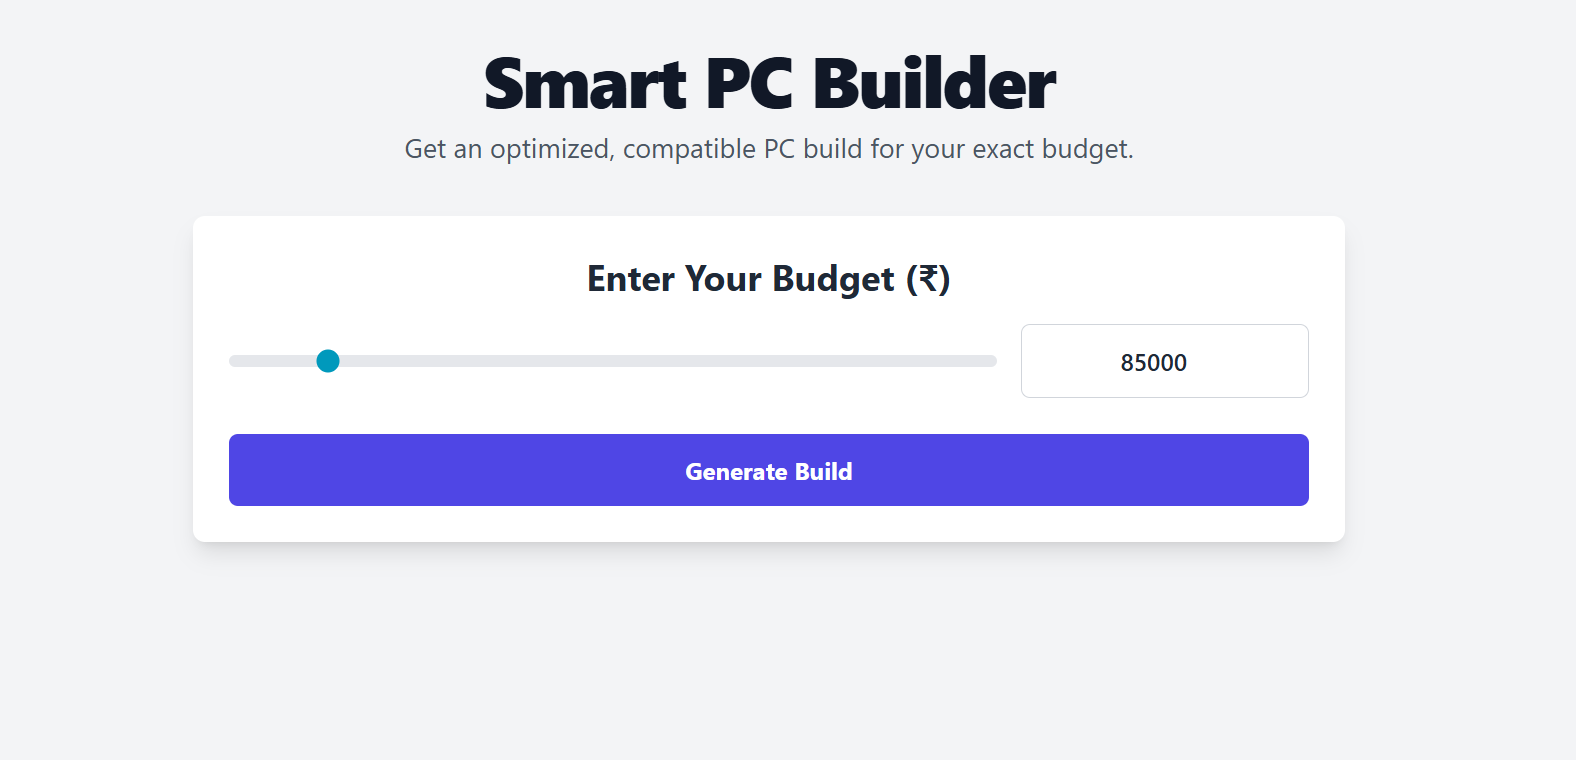 Smart PC Builder
Get an optimized, compatible PC build for your exact budget.
Enter Your Budget (₹)
85000
Generate Build